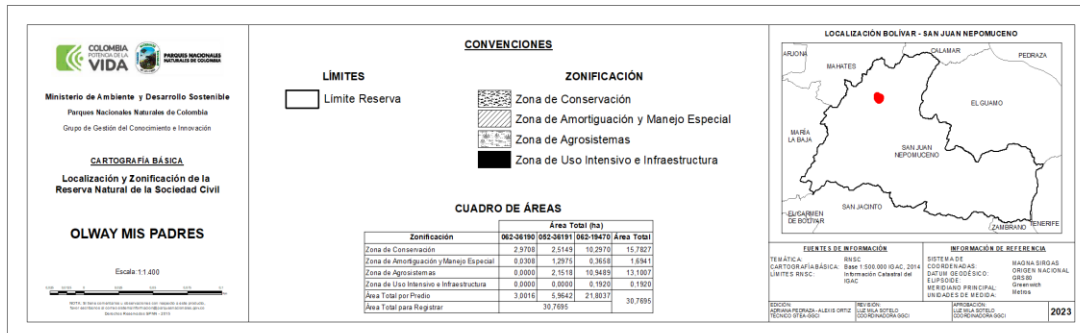 COLOMBIA
POTENCIA DE LA
VIDA
PARQUES NACIONALES
NATURALES DE COLOMBIA
Ministerio de Ambiente y Desarrollo Sostenible
Parques Nacionales Naturales de Colombia
Grupo de Gestión del Conocimiento e Innovación
CARTOGRAFÍA BÁSICA
Localización y Zonificación de la
Reserva Natural de la Sociedad Civil
OLWAY MIS PADRES
Escala:1:1.400
CONVENCIONES
LÍMITES
Límite Reserva
ZONIFICACIÓN
Zona de Conservación
Zona de Amortiguación y Manejo Especial
Zona de Agrosistemas
Zona de Uso Intensivo e Infraestructura
CUADRO DE ÁREAS
Zonificación Área Total (ha)
062-36190 052-36191 062-19470 Área Total
Zona de Conservación 2,9708 2,5149 10,2970 15,7827
Zona de Amortiguación y Manejo Especial 0,0308 1,2975 0,3658 1,6941
Zona de Agrosistemas 0,0000 2,1518 10,9489 13,1007
Zona de Uso Intensivo e Infraestructura 0,0000 0,0000 0,1920 0,1920
Área Total por Predio 3,0016 5,9642 21,8037 30,7695
Área Total para Registrar 30,7695
LOCALIZACIÓN BOLÍVAR - SAN JUAN NEPOMUCENO
ARJONA
CALAMAR
PEDRAZA
MAHATES
EL GUAMO
MARÍA
LA BAJA
SAN JUAN
NEPOMUCENO
SAN JACINTO
EL CARMEN
DE BOLÍVAR
ZAMBRANO
TENERIFE
FUENTES DE INFORMACIÓN
TEMÁTICA: RNSC
CARTOGRAFÍA BÁSICA: Base 1:500.000 IGAC, 2014
LÍMITES RNSC: Información Catastral del
IGAC
INFORMACIÓN DE REFERENCIA
SISTEMA DE
COORDENADAS: MAGNA SIRGAS
ORIGEN NACIONAL
DATUM GEODÉSICO:
ELIPSOIDE: GRS80
MERIDIANO PRINCIPAL: Greenwich
UNIDADES DE MEDIDA: Metros
EDICIÓN:
ADRIANA PEDRAZA - ALEXIS ORTIZ
TÉCNICO GTEA-GGCI
REVISIÓN:
LUZ MILA SOTELO
COORDINADORA GGCI
APROBACIÓN:
LUZ MILA SOTELO
COORDINADORA GGCI
2023